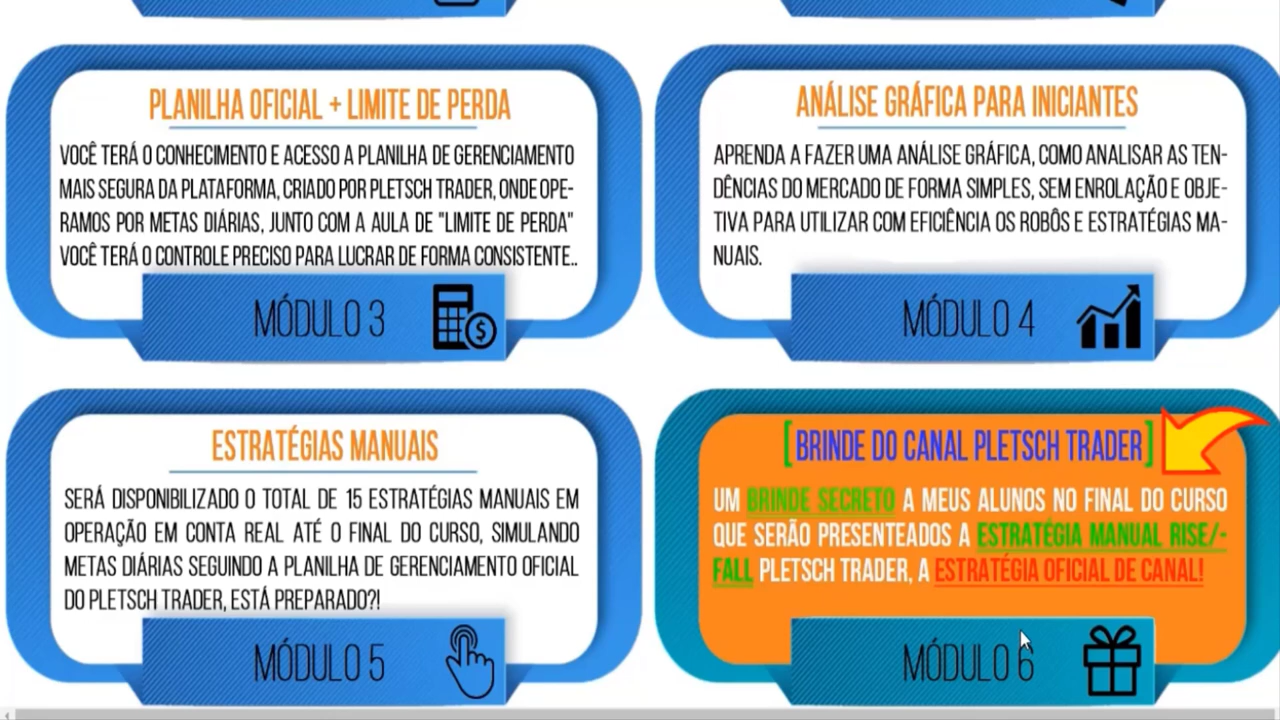 PLANILHA OFICIAL + LIMITE DE PERDA
VOCÊ TERÁ O CONHECIMENTO E ACESSO A PLANILHA DE GERENCIAMENTO
MAIS SEGURA DA PLATAFORMA, CRIADO POR PLETSCH TRADER, ONDE OPE-
RAMOS POR METAS DIÁRIAS, JUNTO COM A AULA DE "LIMITE DE PERDA"
VOCÊ TERÁ O CONTROLE PRECISO PARA LUCRAR DE FORMA CONSISTENTE..
MÓDULO 3
ANÁLISE GRÁFICA PARA INICIANTES
APRENDA A FAZER UMA ANÁLISE GRÁFICA, COMO ANALISAR AS TEN-
DÊNCIAS DO MERCADO DE FORMA SIMPLES, SEM ENROLAÇÃO E OBJE-
TIVA PARA UTILIZAR COM EFICIÊNCIA OS ROBÔS E ESTRATÉGIAS MA-
NUAIS.
MÓDULO 4
ESTRATÉGIAS MANUAIS
SERÁ DISPONIBILIZADO O TOTAL DE 15 ESTRATÉGIAS MANUAIS EM
OPERAÇÃO EM CONTA REAL ATÉ O FINAL DO CURSO, SIMULANDO
METAS DIÁRIAS SEGUINDO A PLANILHA DE GERENCIAMENTO OFICIAL
DO PLETSCH TRADER, ESTÁ PREPARADO?!
MÓDULO 5
[BRINDE DO CANAL PLETSCH TRADER]
UM BRINDE SECRETO A MEUS ALUNOS NO FINAL DO CURSO
QUE SERÃO PRESENTEADOS A ESTRATÉGIA MANUAL RISE/-
FALL PLETSCH TRADER, A ESTRATÉGIA OFICIAL DE CANAL!
MÓDULO 6